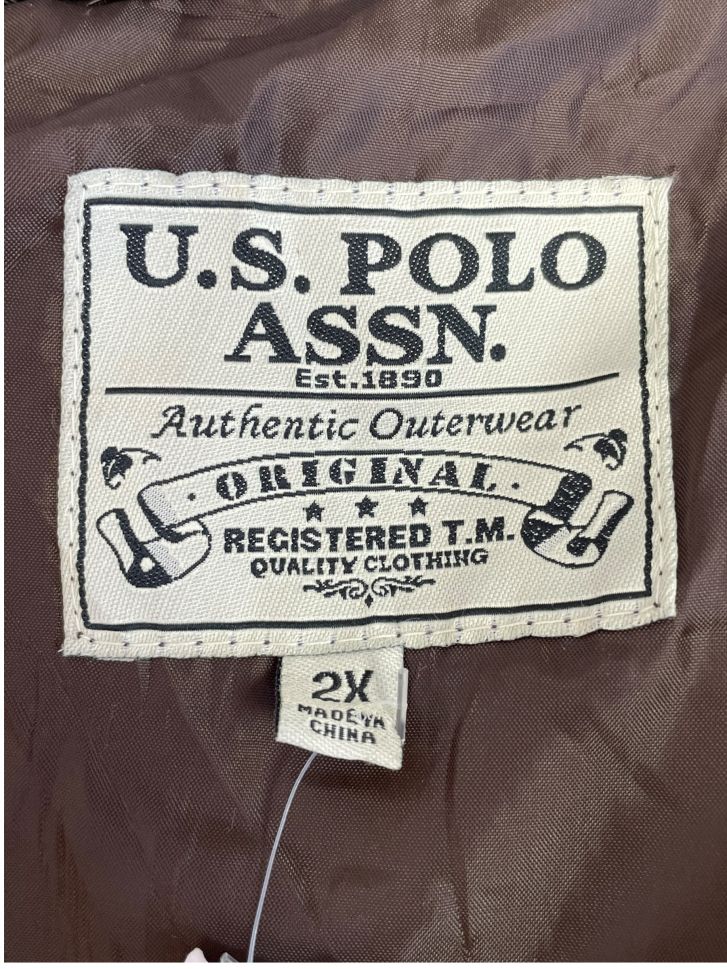 U.S. POLO
ASSN.
Est.1890
Authentic Outerwear
· ORIGINAL ·
REGISTERED T.M.
QUALITY CLOTHING
2X
MADE IN
CHINA